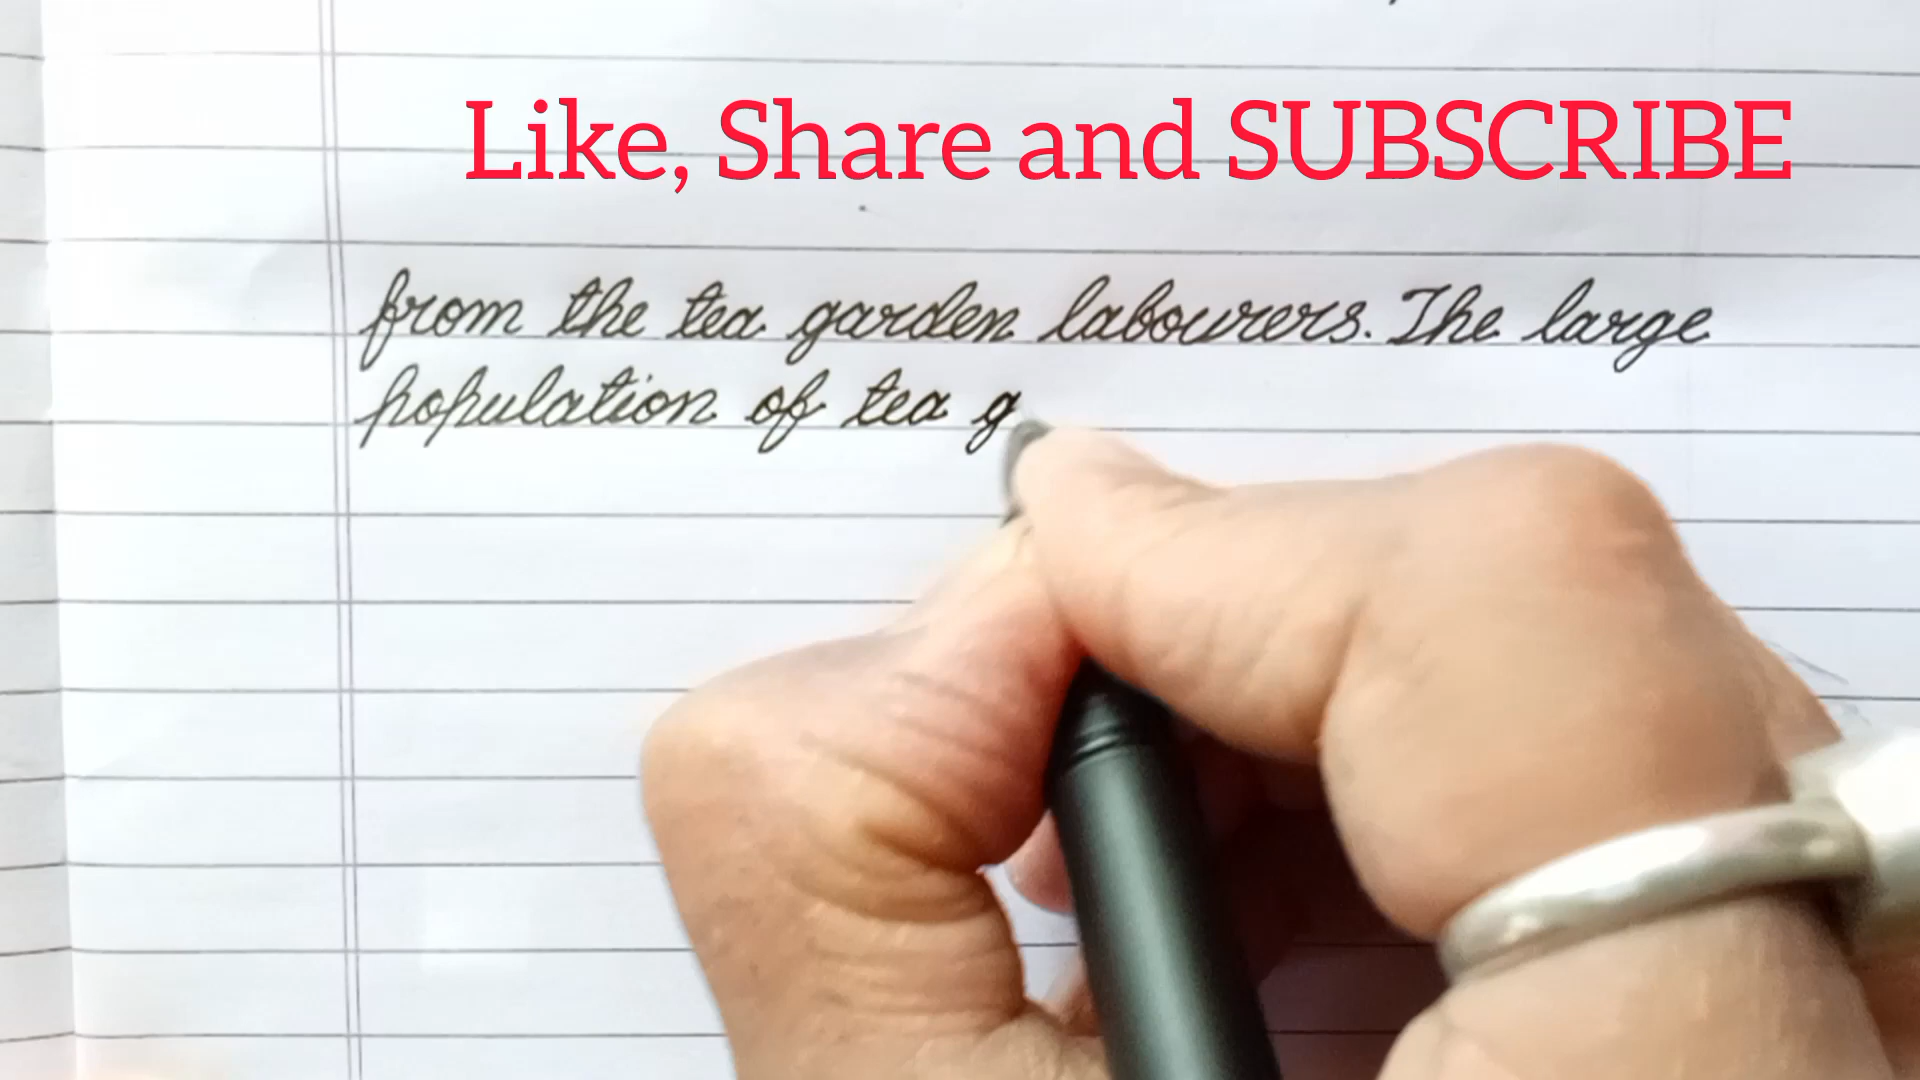 Like, Share and SUBSCRIBE
from the tea garden labourers. The large
population of tea g